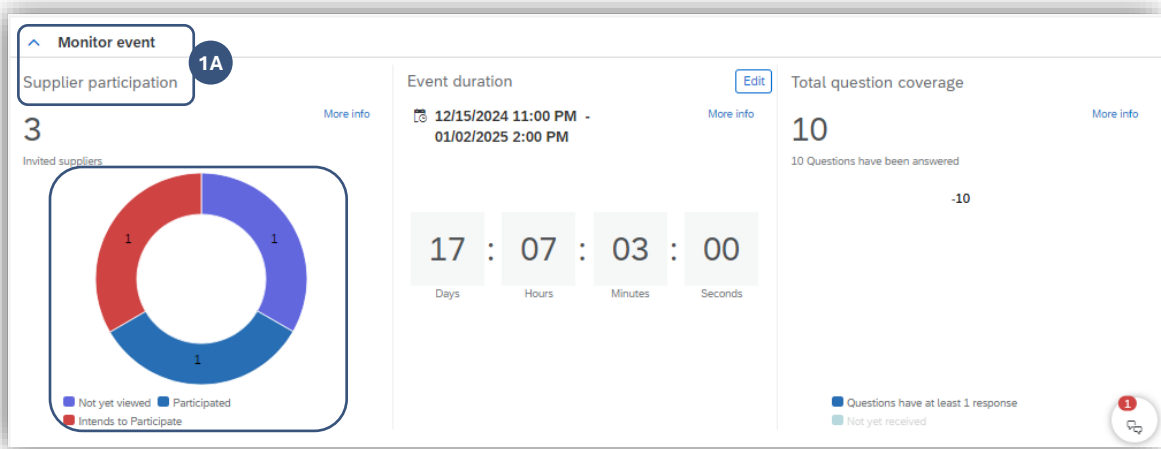 Monitor event
1A
Supplier participation
More info
3
Invited suppliers
1
1
1
Not yet viewed Participated
Intends to Participate
Event duration
Edit
12/15/2024 11:00 PM -
01/02/2025 2:00 PM
More info
17 : 07 : 03 : 00
Days Hours Minutes Seconds
Total question coverage
More info
10
10 Questions have been answered
-10
Questions have at least 1 response
Not yet received
1